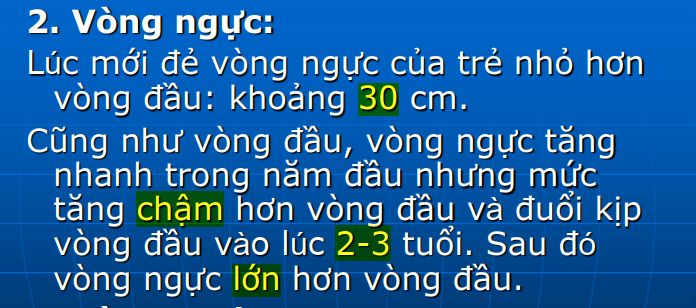 2. Vòng ngực:
Lúc mới đẻ vòng ngực của trẻ nhỏ hơn
vòng đầu: khoảng 30 cm.
Cũng như vòng đầu, vòng ngực tăng
nhanh trong năm đầu nhưng mức
tăng chậm hơn vòng đầu và đuổi kịp
vòng đầu vào lúc 2-3 tuổi. Sau đó
vòng ngực lớn hơn vòng đầu.